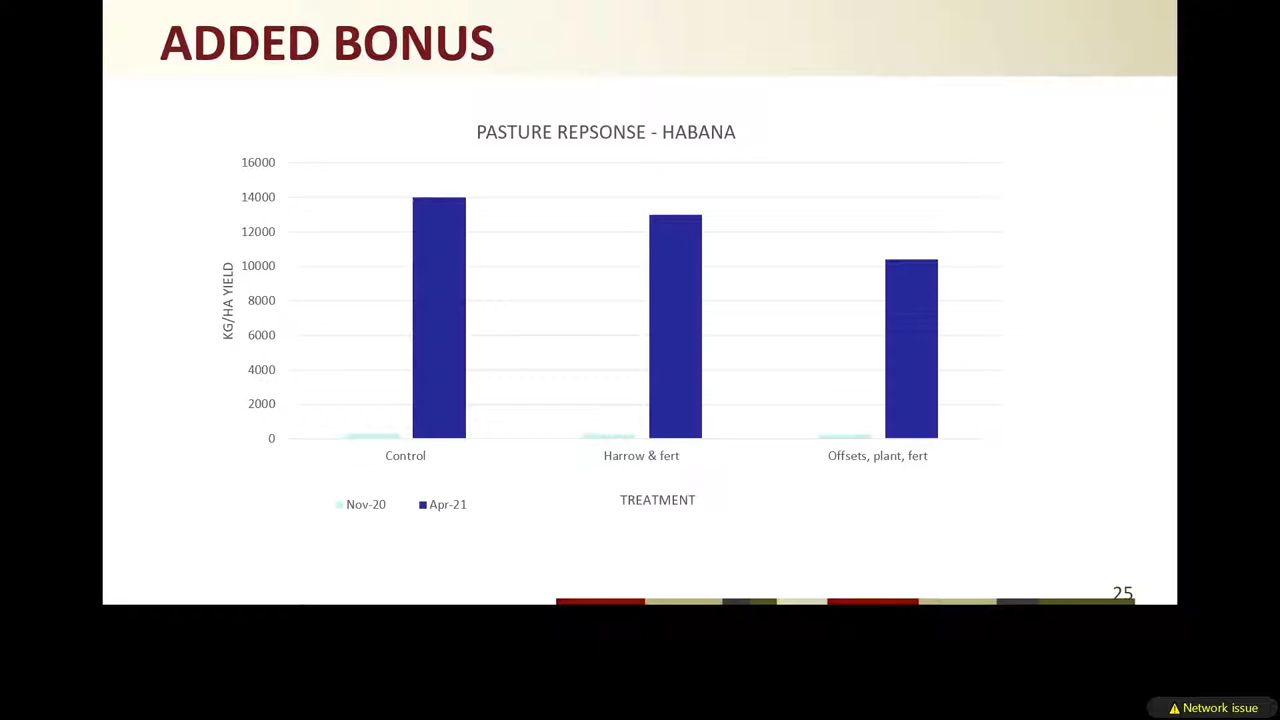 ADDED BONUS
PASTURE REPSONSE - HABANA
16000
14000
12000
10000
8000
6000
4000
2000
0
KG/HA YIELD
Control
Harrow & fert
Offsets, plant, fert
TREATMENT
Nov-20
Apr-21
25
Network issue